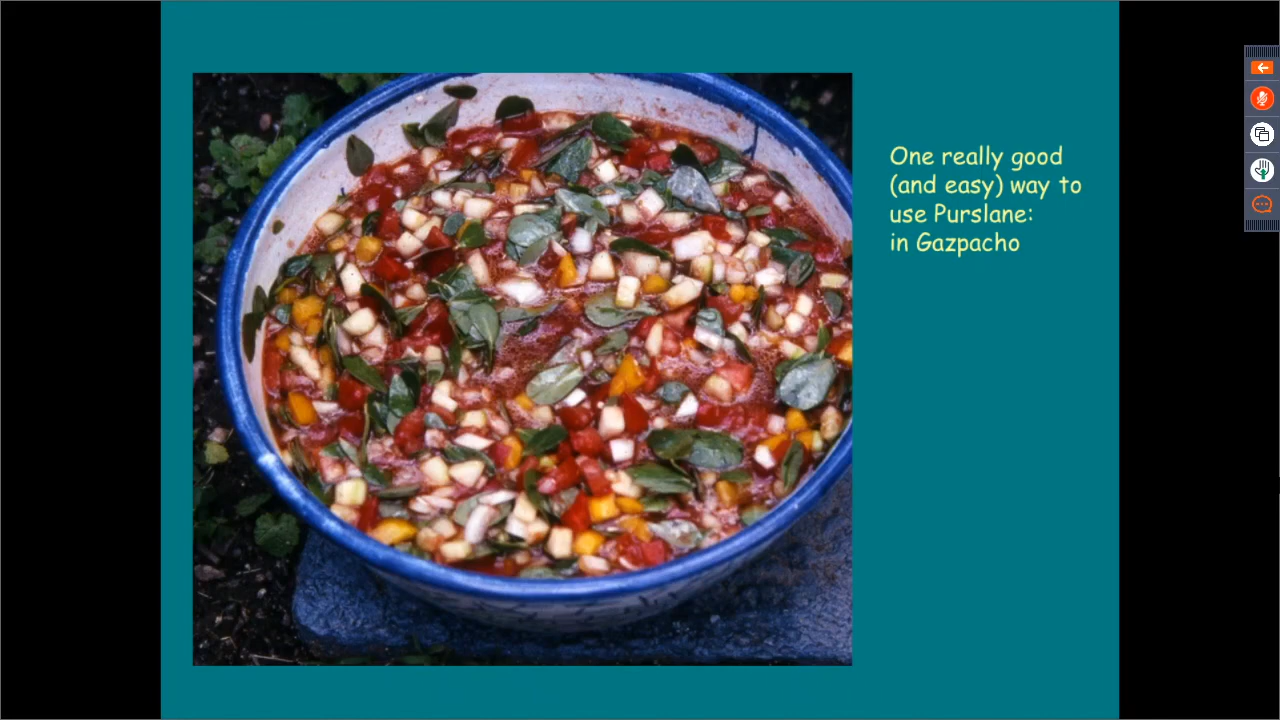 One really good
(and easy) way to
use Purslane:
in Gazpacho